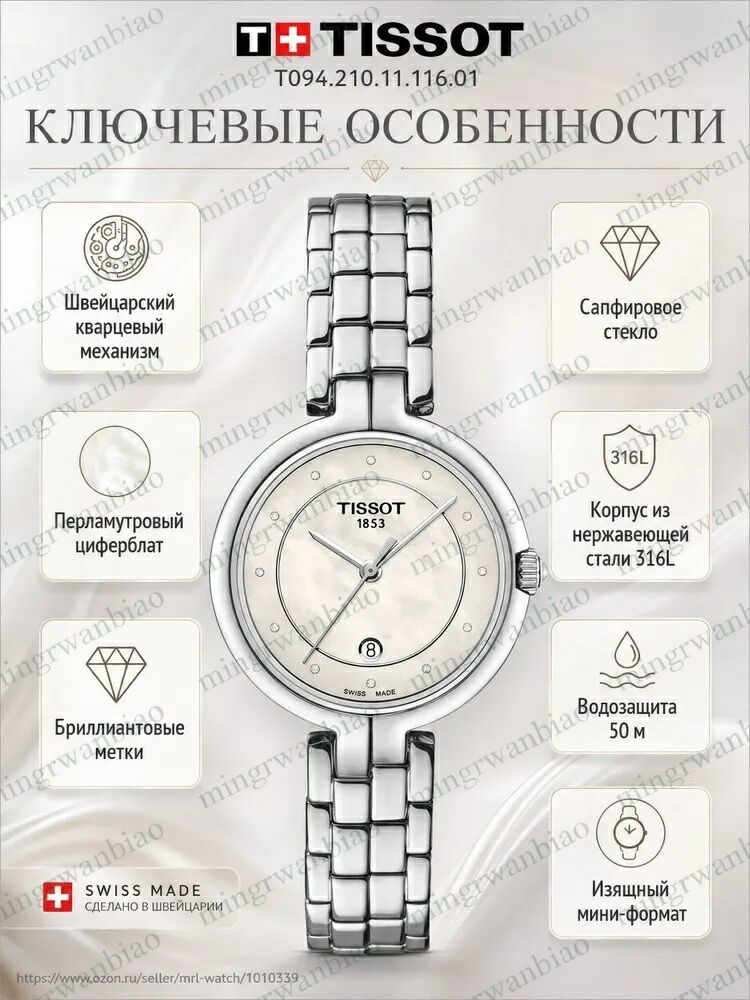 T+ TISSOT
T094.210.11.116.01
КЛЮЧЕВЫЕ ОСОБЕННОСТИ
Швейцарский
кварцевый
механизм
Сапфировое
стекло
Перламутровый
циферблат
316L
Корпус из
нержавеющей
стали 316L
TISSOT
1853
8
SWISS MADE
Бриллиантовые
метки
Водозащита
50 м
Изящный
мини-формат
SWISS MADE
СДЕЛАНО В ШВЕЙЦАРИИ
https://www.ozon.ru/seller/mrl-watch/1010339
mingrwanbiao